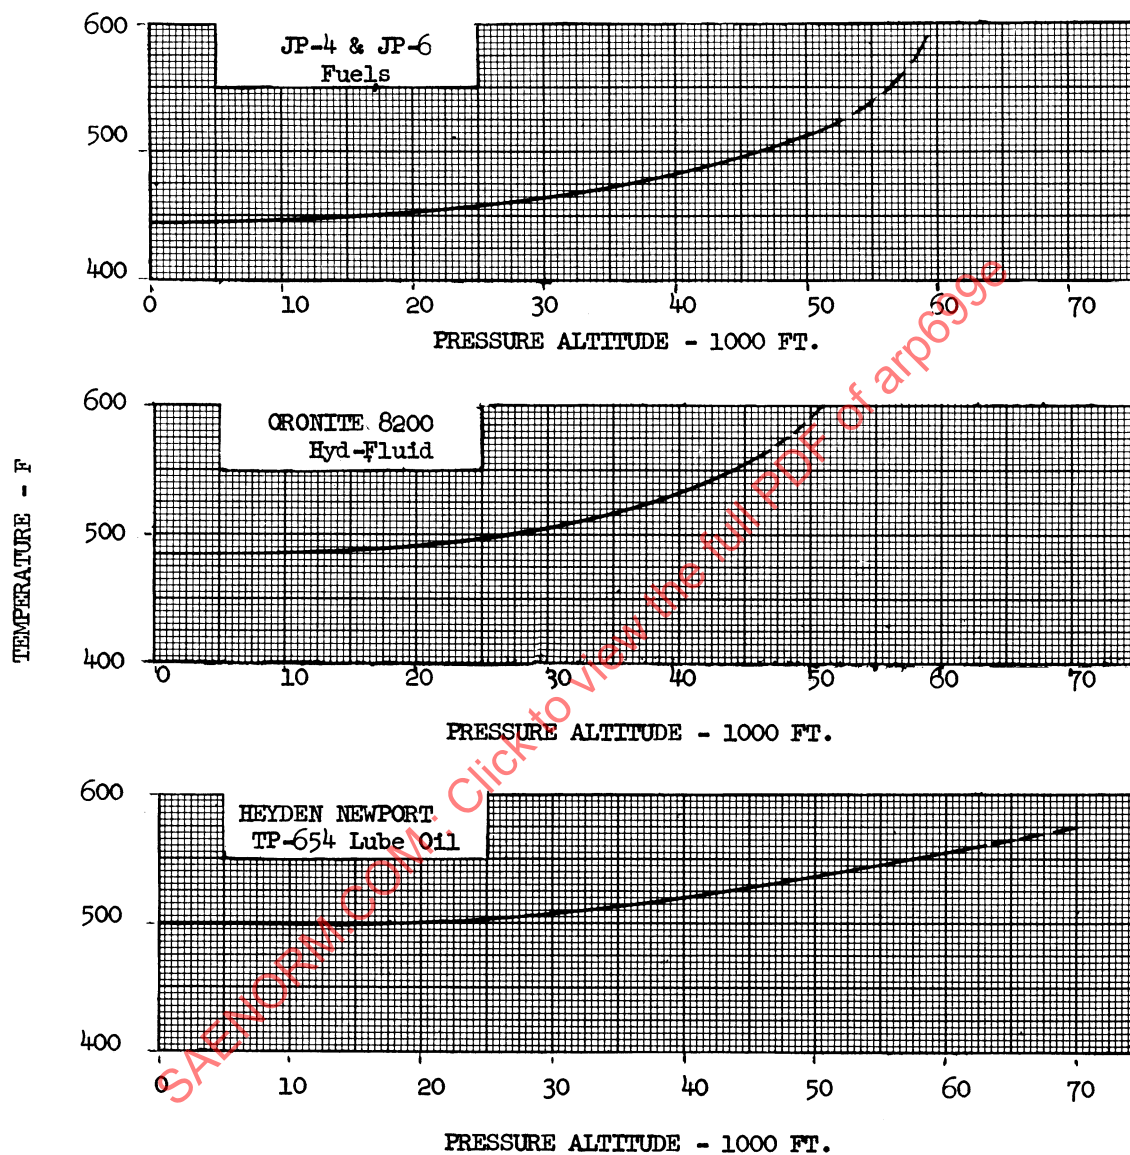 600
JP-4 & JP-6
Fuels
500
400
0 10 20 30 40 50 60 70
PRESSURE ALTITUDE - 1000 FT.
600
ORONITE 8200
Hyd-Fluid
500
TEMPERATURE - F
400
0 10 20 30 40 50 60 70
PRESSURE ALTITUDE - 1000 FT.
600
HEYDEN NEWPORT
TP-654 Lube Oil
500
400
0 10 20 30 40 50 60 70
PRESSURE ALTITUDE - 1000 FT.
SAENORM.COM: Click to view the full PDF of arp699e